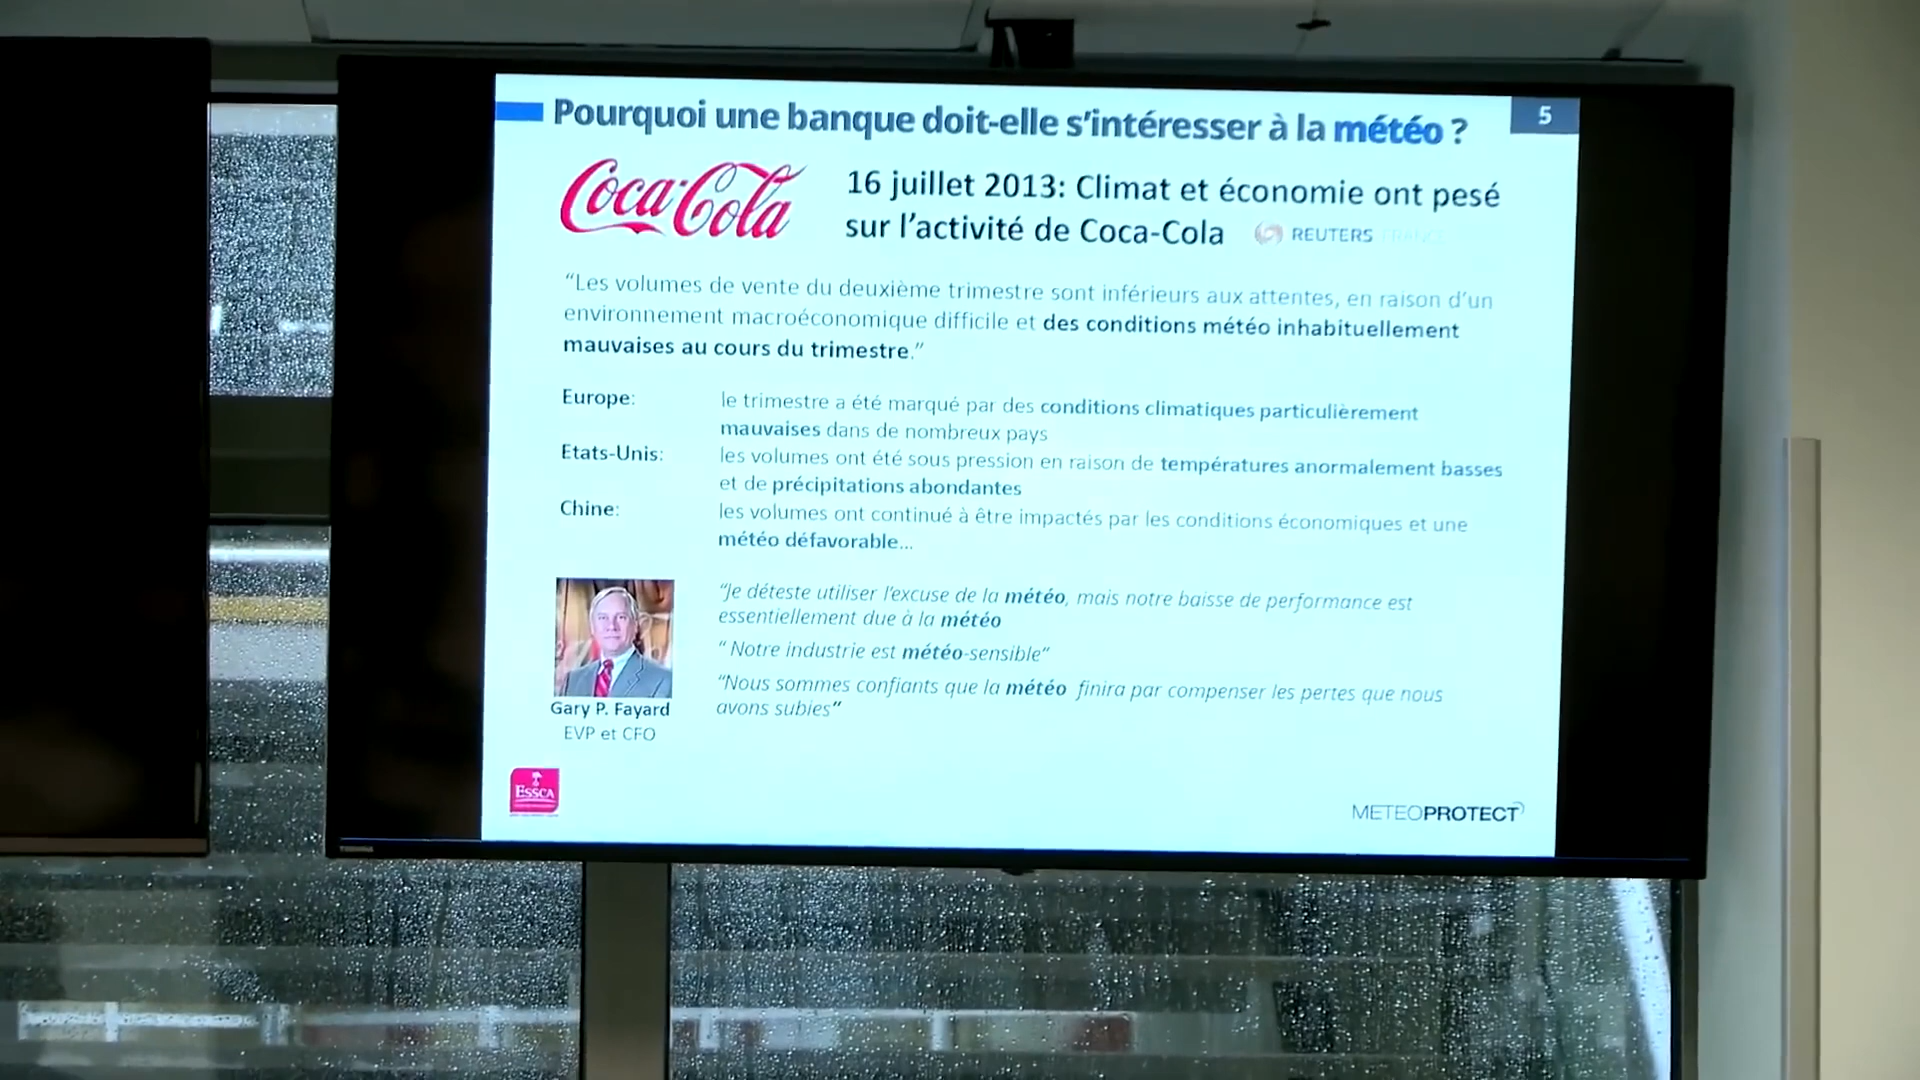 Pourquoi une banque doit-elle s'intéresser à la météo ?
5
Coca-Cola
16 juillet 2013: Climat et économie ont pesé
sur l'activité de Coca-Cola
REUTERS FRANCE
“Les volumes de vente du deuxième trimestre sont inférieurs aux attentes, en raison d'un
environnement macroéconomique difficile et des conditions météo inhabituellement
mauvaises au cours du trimestre.”
Europe:
le trimestre a été marqué par des conditions climatiques particulièrement
mauvaises dans de nombreux pays
Etats-Unis:
les volumes ont été sous pression en raison de températures anormalement basses
et de précipitations abondantes
Chine:
les volumes ont continué à être impactés par les conditions économiques et une
météo défavorable...
“Je déteste utiliser l'excuse de la météo, mais notre baisse de performance est
essentiellement due à la météo
“ Notre industrie est météo-sensible”
“Nous sommes confiants que la météo finira par compenser les pertes que nous
avons subies”
Gary P. Fayard
EVP et CFO
ESSCA
METEOPROTECT
TOSHIBA